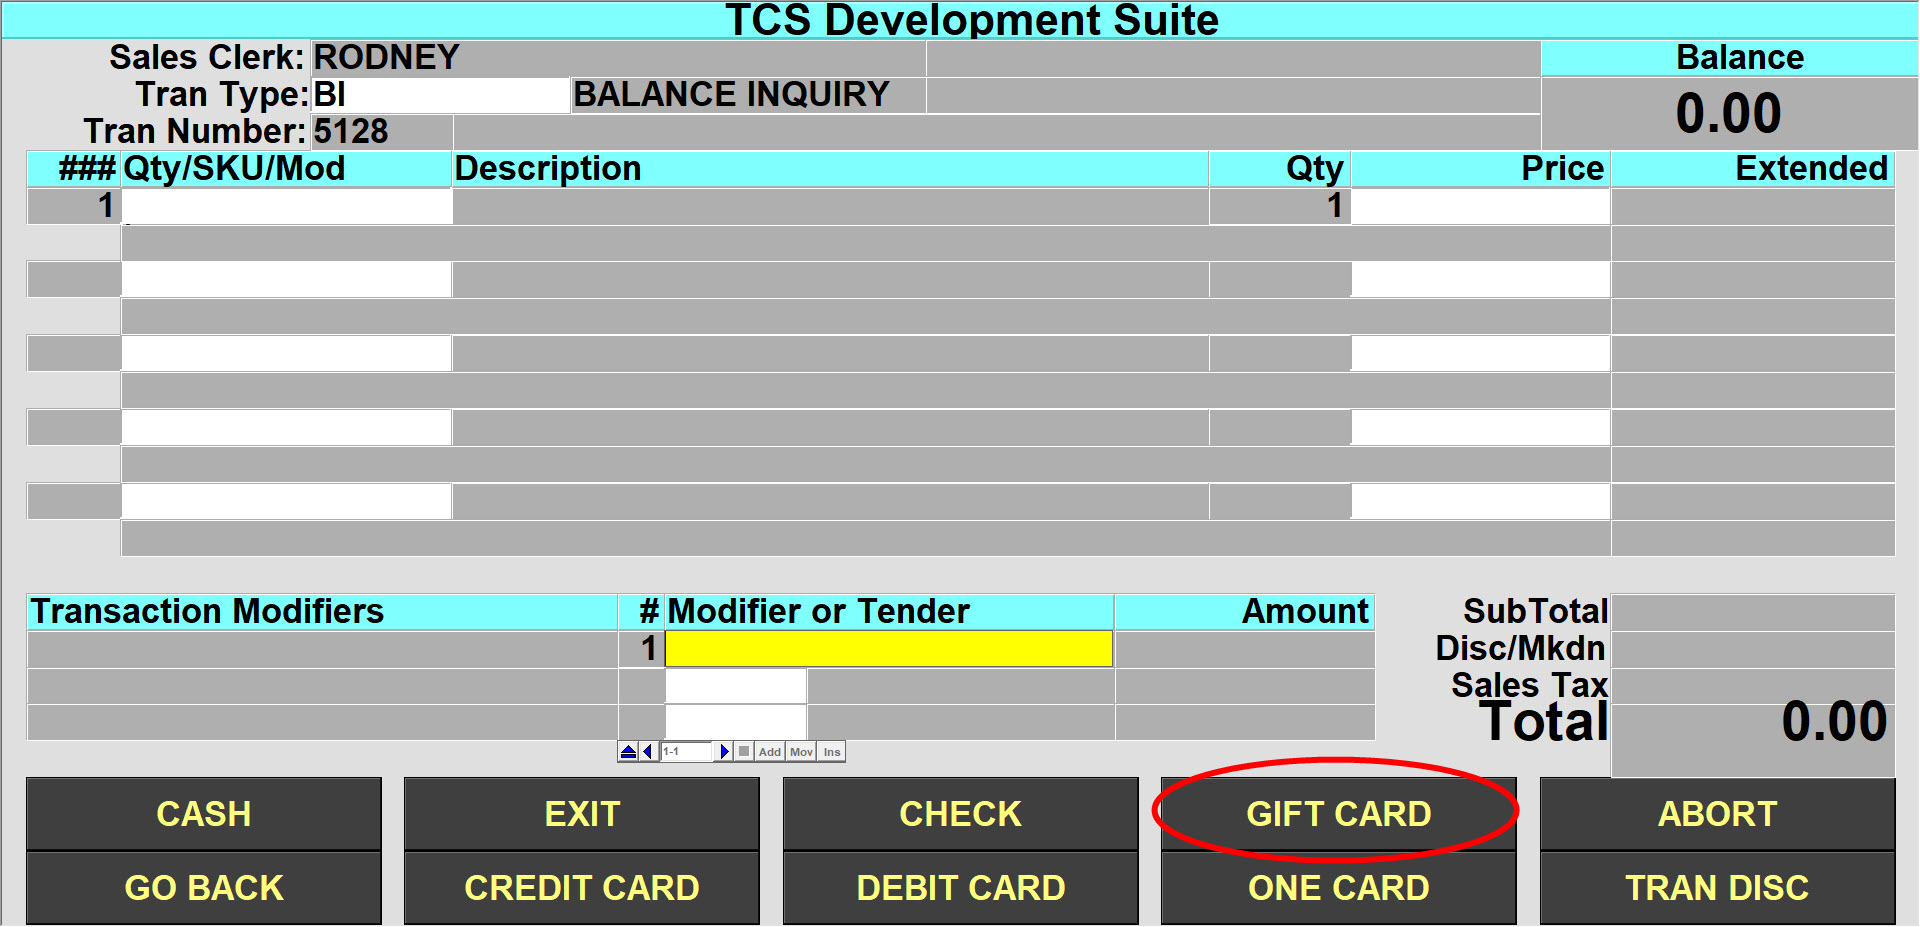 TCS Development Suite
Sales Clerk: RODNEY Balance
Tran Type: BI BALANCE INQUIRY 0.00
Tran Number: 5128
### Qty/SKU/Mod Description Qty Price Extended
1 1
Transaction Modifiers # Modifier or Tender Amount SubTotal
1 Disc/Mkdn
Sales Tax
Total 0.00
1-1 Add Mov Ins
CASH EXIT CHECK GIFT CARD ABORT
GO BACK CREDIT CARD DEBIT CARD ONE CARD TRAN DISC